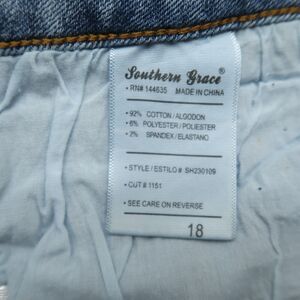 Southern Grace®
• RN# 144635 MADE IN CHINA
• 92% COTTON/ALGODON
• 6% POLYESTER/POLIESTER
• 2% SPANDEX/ELASTANO
• STYLE/ESTILO # SH230109
• CUT # 1151
• SEE CARE ON REVERSE
18